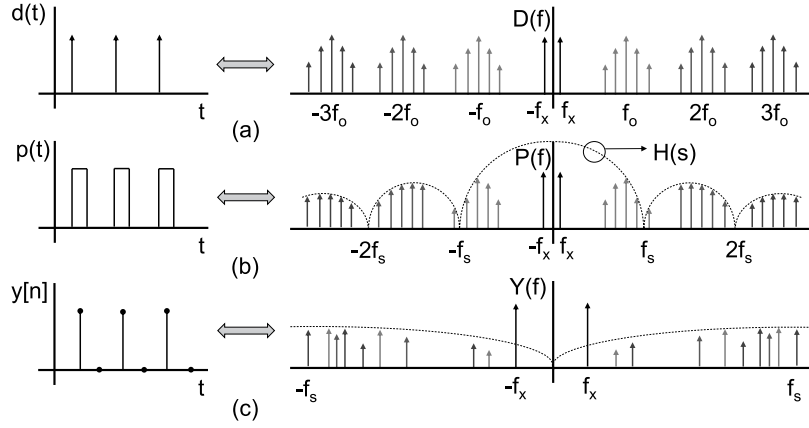 d(t)
D(f)
t
-3fₒ -2fₒ -fₒ -fₓ fₓ fₒ 2fₒ 3fₒ
(a)
p(t)
P(f)
H(s)
t
-2fₛ -fₛ -fₓ fₓ fₛ 2fₛ
(b)
y[n]
Y(f)
t
-fₛ -fₓ fₓ fₛ
(c)